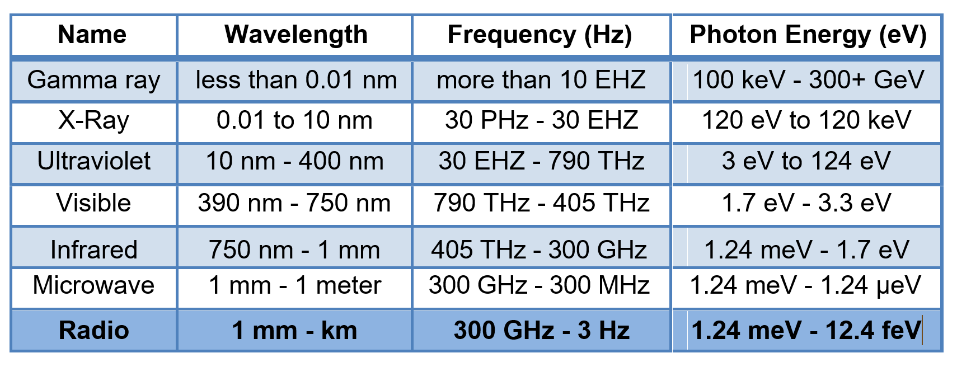 Name Wavelength Frequency (Hz) Photon Energy (eV)
Gamma ray less than 0.01 nm more than 10 EHZ 100 keV - 300+ GeV
X-Ray 0.01 to 10 nm 30 PHz - 30 EHZ 120 eV to 120 keV
Ultraviolet 10 nm - 400 nm 30 EHZ - 790 THz 3 eV to 124 eV
Visible 390 nm - 750 nm 790 THz - 405 THz 1.7 eV - 3.3 eV
Infrared 750 nm - 1 mm 405 THz - 300 GHz 1.24 meV - 1.7 eV
Microwave 1 mm - 1 meter 300 GHz - 300 MHz 1.24 meV - 1.24 µeV
Radio 1 mm - km 300 GHz - 3 Hz 1.24 meV - 12.4 feV